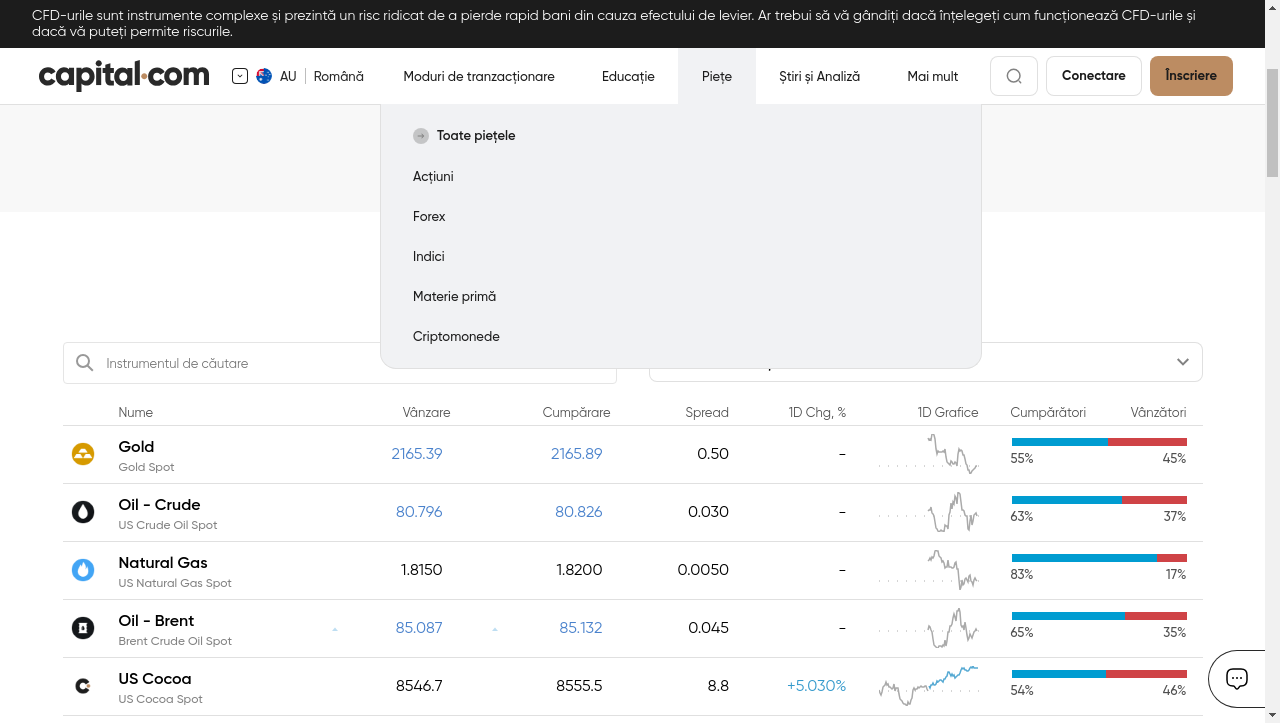 CFD-urile sunt instrumente complexe și prezintă un risc ridicat de a pierde rapid bani din cauza efectului de levier. Ar trebui să vă gândiți dacă înțelegeți cum funcționează CFD-urile și
dacă vă puteți permite riscurile.
capital.com
AU
Română
Moduri de tranzacționare
Educație
Piețe
Știri și Analiză
Mai mult
Conectare
Înscriere
Toate piețele
Acțiuni
Forex
Indici
Materie primă
Criptomonede
Instrumentul de căutare
Nume Vânzare Cumpărare Spread 1D Chg, % 1D Grafice Cumpărători Vânzători
Gold 2165.39 2165.89 0.50 -
Gold Spot 55% 45%
Oil - Crude 80.796 80.826 0.030 -
US Crude Oil Spot 63% 37%
Natural Gas 1.8150 1.8200 0.0050 -
US Natural Gas Spot 83% 17%
Oil - Brent 85.087 85.132 0.045 -
Brent Crude Oil Spot 65% 35%
US Cocoa 8546.7 8555.5 8.8 +5.030%
US Cocoa Spot 54% 46%